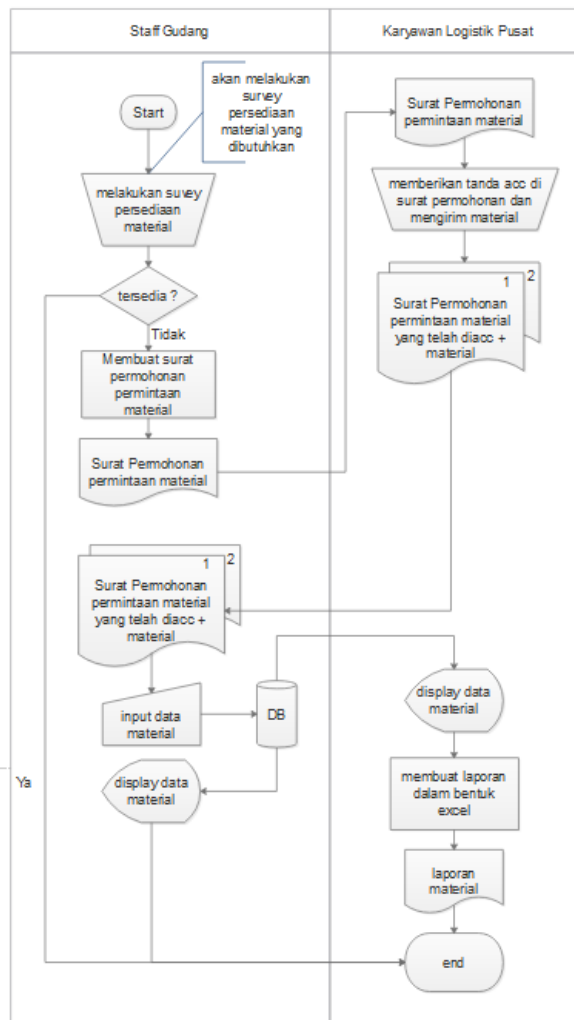 Staff Gudang
Karyawan Logistik Pusat
akan melakukan
survey
persediaan
material yang
dibutuhkan
Start
melakukan suvey
persediaan
material
tersedia ?
Tidak
Membuat surat
permohonan
permintaan
material
Surat Permohonan
permintaan material
Surat Permohonan
permintaan material
memberikan tanda acc di
surat permohonan dan
mengirim material
1
2
Surat Permohonan
permintaan material
yang telah diacc +
material
1
2
Surat Permohonan
permintaan material
yang telah diacc +
material
input data
material
DB
display data
material
display data
material
membuat laporan
dalam bentuk
excel
laporan
material
Ya
end